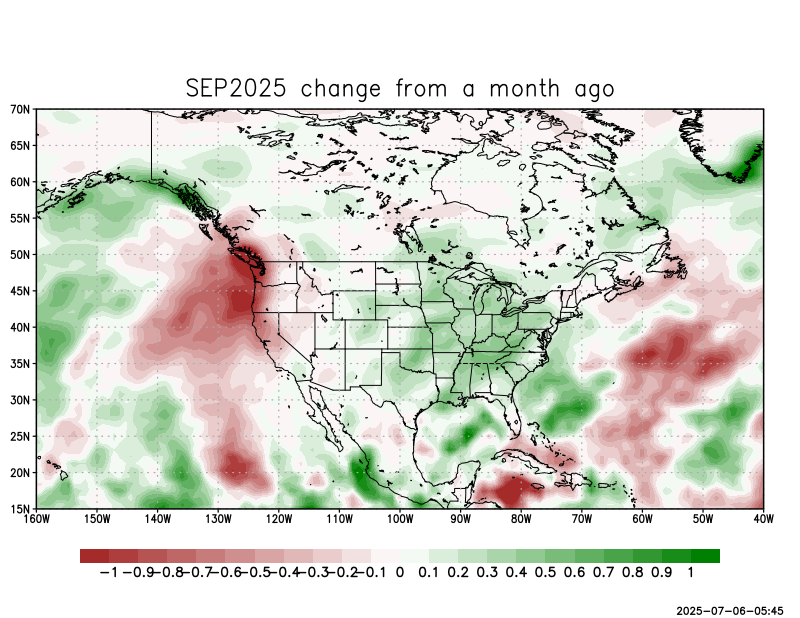 SEP2025 change from a month ago
70N
65N
60N
55N
50N
45N
40N
35N
30N
25N
20N
15N
160W 150W 140W 130W 120W 110W 100W 90W 80W 70W 60W 50W 40W
-1 -0.9 -0.8 -0.7 -0.6 -0.5 -0.4 -0.3 -0.2 -0.1 0 0.1 0.2 0.3 0.4 0.5 0.6 0.7 0.8 0.9 1
2025-07-06-05:45